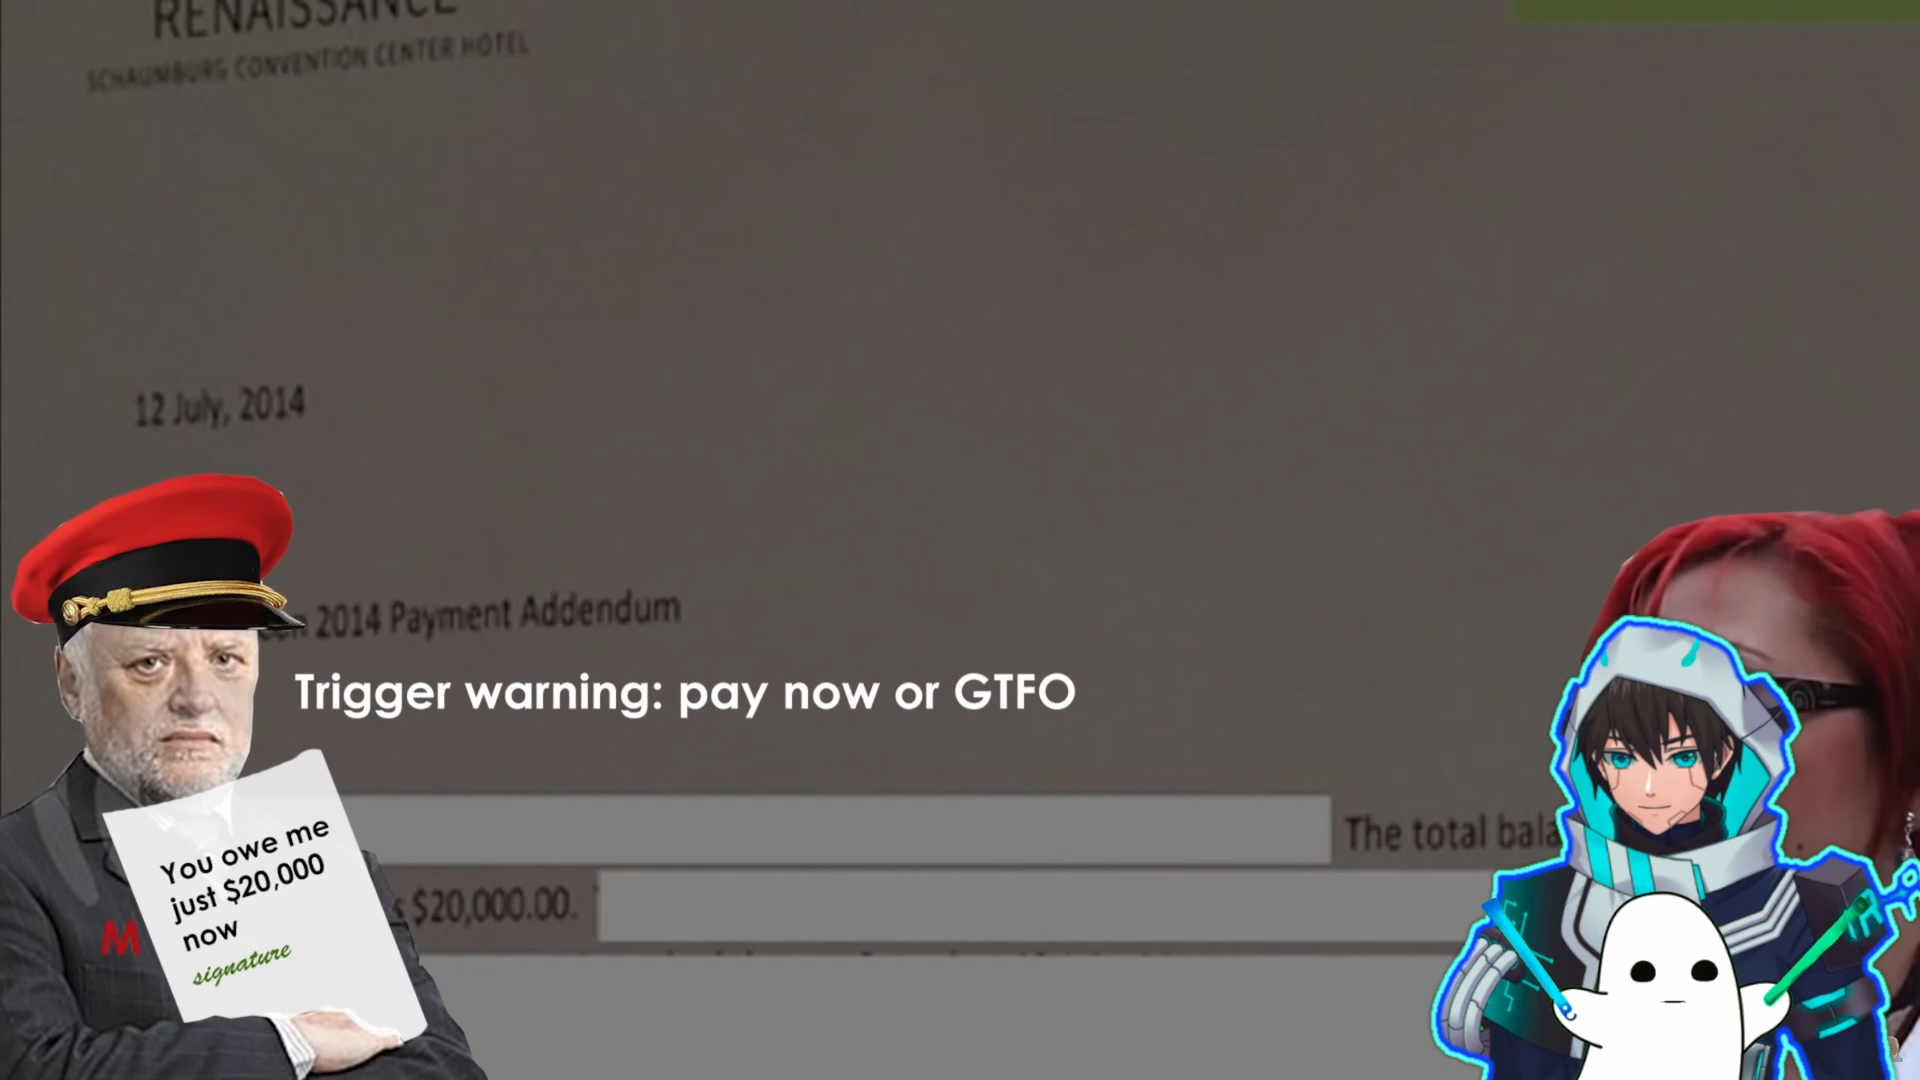 RENAISSANCE
SCHAUMBURG CONVENTION CENTER HOTEL
12 July, 2014
2014 Payment Addendum
Trigger warning: pay now or GTFO
The total bala
$20,000.00.
You owe me
just $20,000
now
signature
M